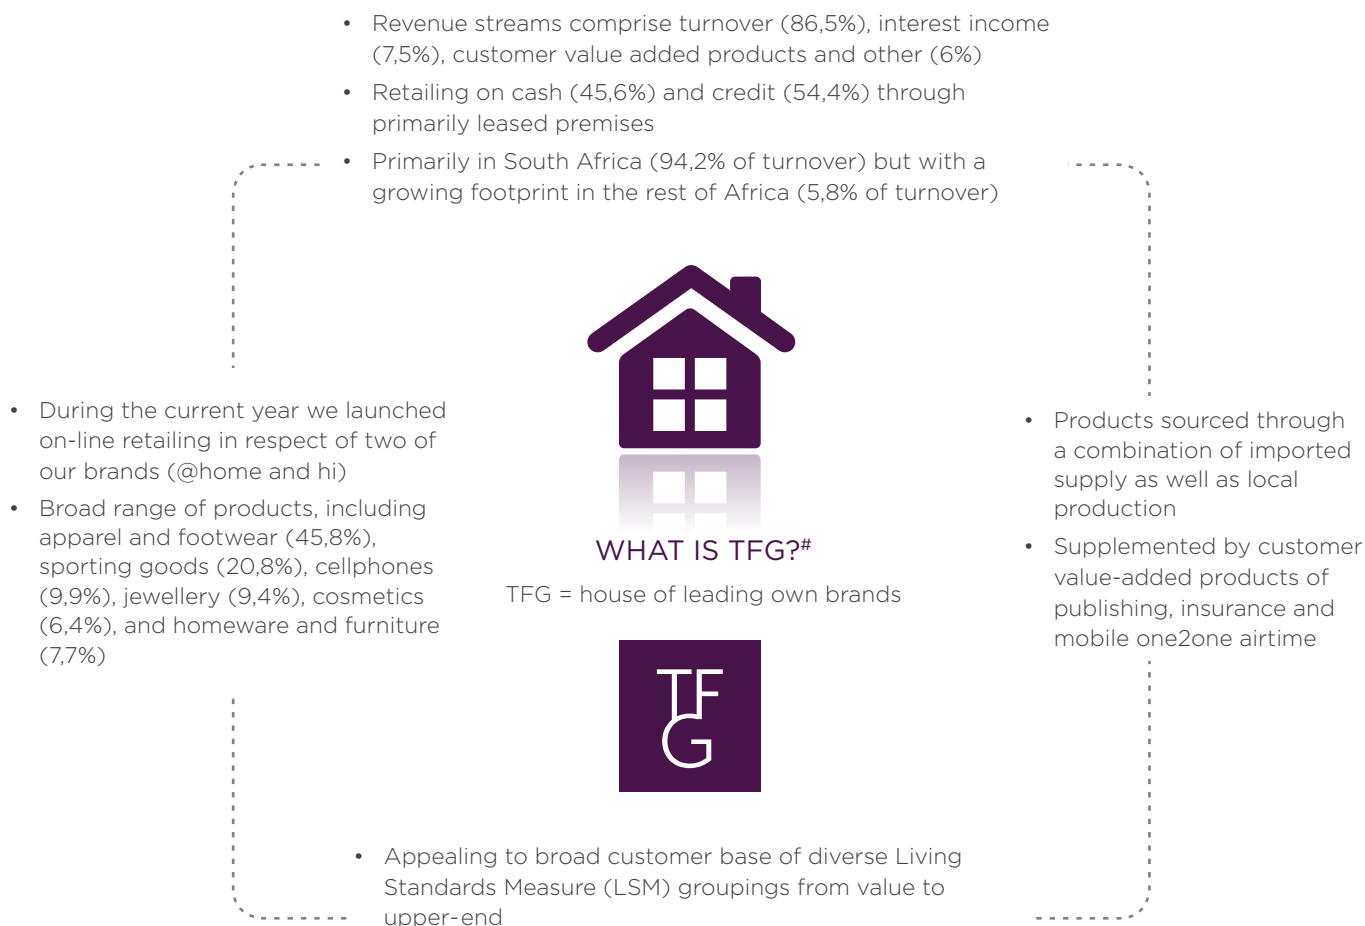 • Revenue streams comprise turnover (86,5%), interest income
(7,5%), customer value added products and other (6%)
• Retailing on cash (45,6%) and credit (54,4%) through
primarily leased premises
• Primarily in South Africa (94,2% of turnover) but with a
growing footprint in the rest of Africa (5,8% of turnover)
• During the current year we launched
on-line retailing in respect of two of
our brands (@home and hi)
• Broad range of products, including
apparel and footwear (45,8%),
sporting goods (20,8%), cellphones
(9,9%), jewellery (9,4%), cosmetics
(6,4%), and homeware and furniture
(7,7%)
WHAT IS TFG?#
TFG = house of leading own brands
TF
G
• Products sourced through
a combination of imported
supply as well as local
production
• Supplemented by customer
value-added products of
publishing, insurance and
mobile one2one airtime
• Appealing to broad customer base of diverse Living
Standards Measure (LSM) groupings from value to
upper-end